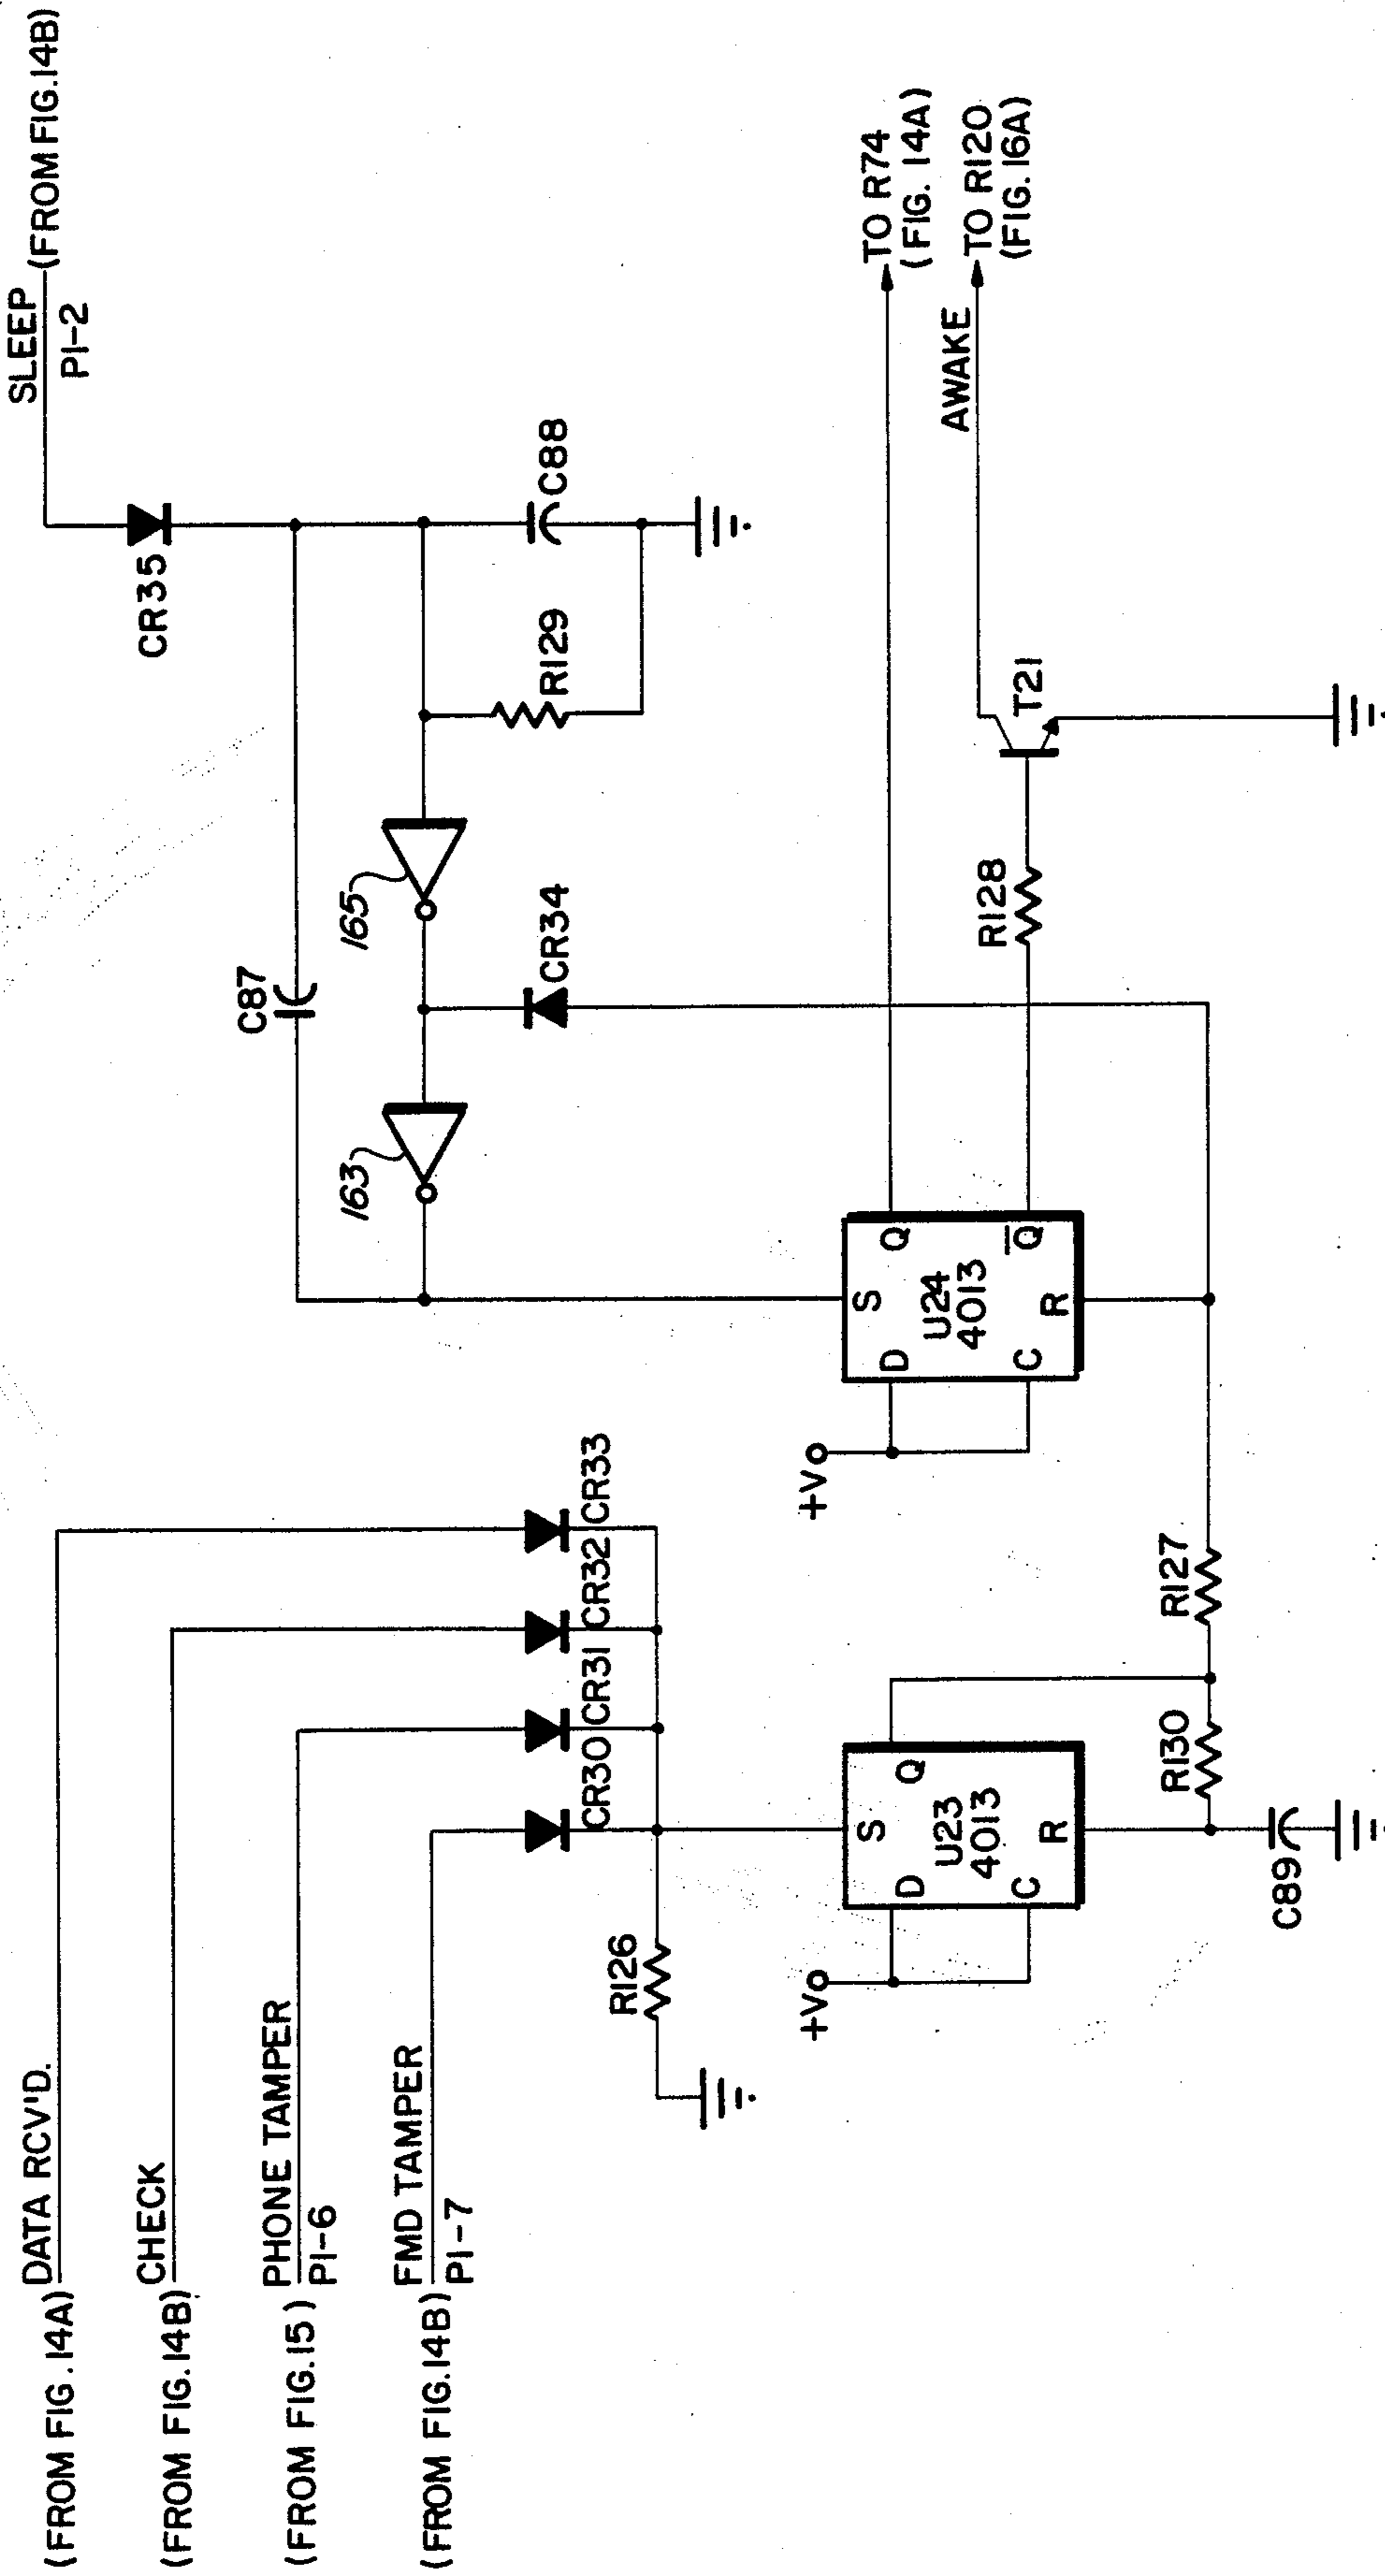 (FROM FIG. 14A) DATA RCV'D.
(FROM FIG. 14B) CHECK
(FROM FIG. 15) PHONE TAMPER
P1-6
(FROM FIG. 14B) FMD TAMPER
P1-7
SLEEP (FROM FIG. 14B)
P1-2
CR35
C87
163
165
R129
C88
CR34
CR30
CR31
CR32
CR33
R126
+V
D
S
Q
U23
4013
C
R
+V
D
S
Q
U24
4013
C
R
Q̅
TO R74
(FIG. 14A)
AWAKE
TO R120
(FIG. 16A)
R128
T21
R130
R127
C89